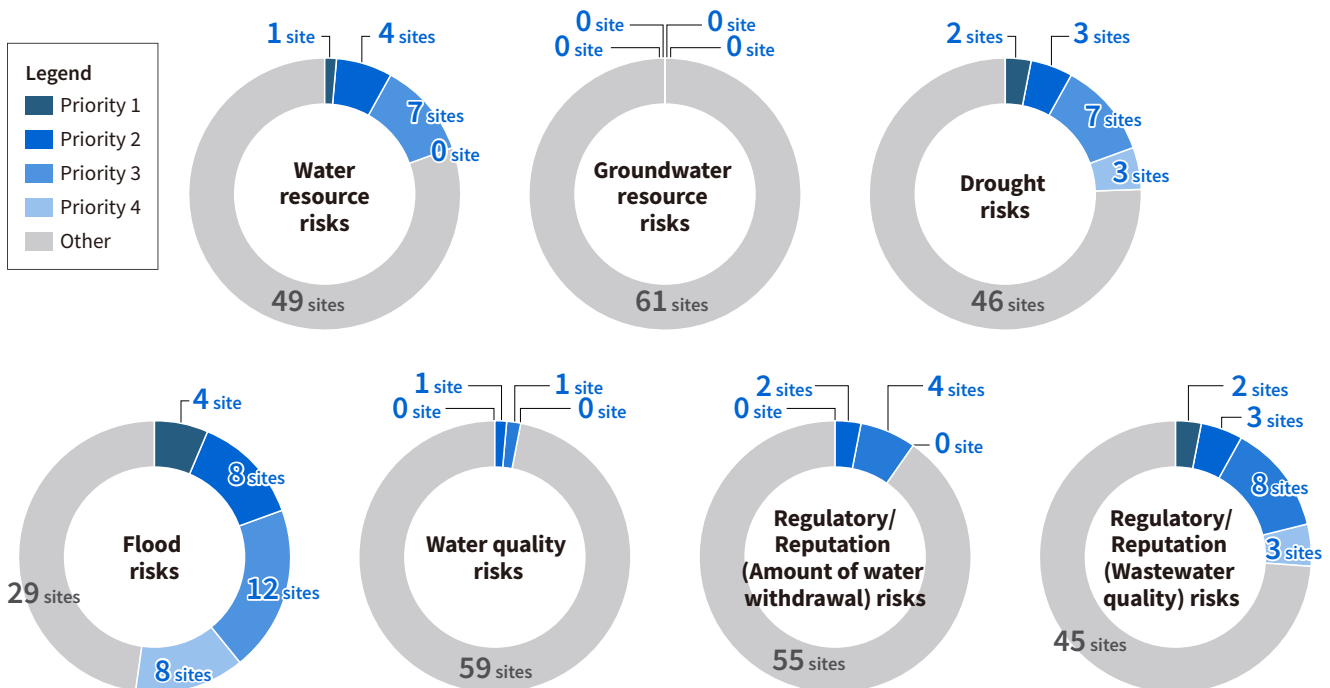 Legend
Priority 1
Priority 2
Priority 3
Priority 4
Other
1 site
4 sites
7 sites
0 site
Water
resource
risks
49 sites
0 site
0 site
0 site
0 site
Groundwater
resource
risks
61 sites
2 sites
3 sites
7 sites
3 sites
Drought
risks
46 sites
4 site
8 sites
12 sites
8 sites
Flood
risks
29 sites
1 site
1 site
0 site
0 site
Water quality
risks
59 sites
2 sites
4 sites
0 site
0 site
Regulatory/
Reputation
(Amount of water
withdrawal) risks
55 sites
2 sites
3 sites
8 sites
3 sites
Regulatory/
Reputation
(Wastewater
quality) risks
45 sites